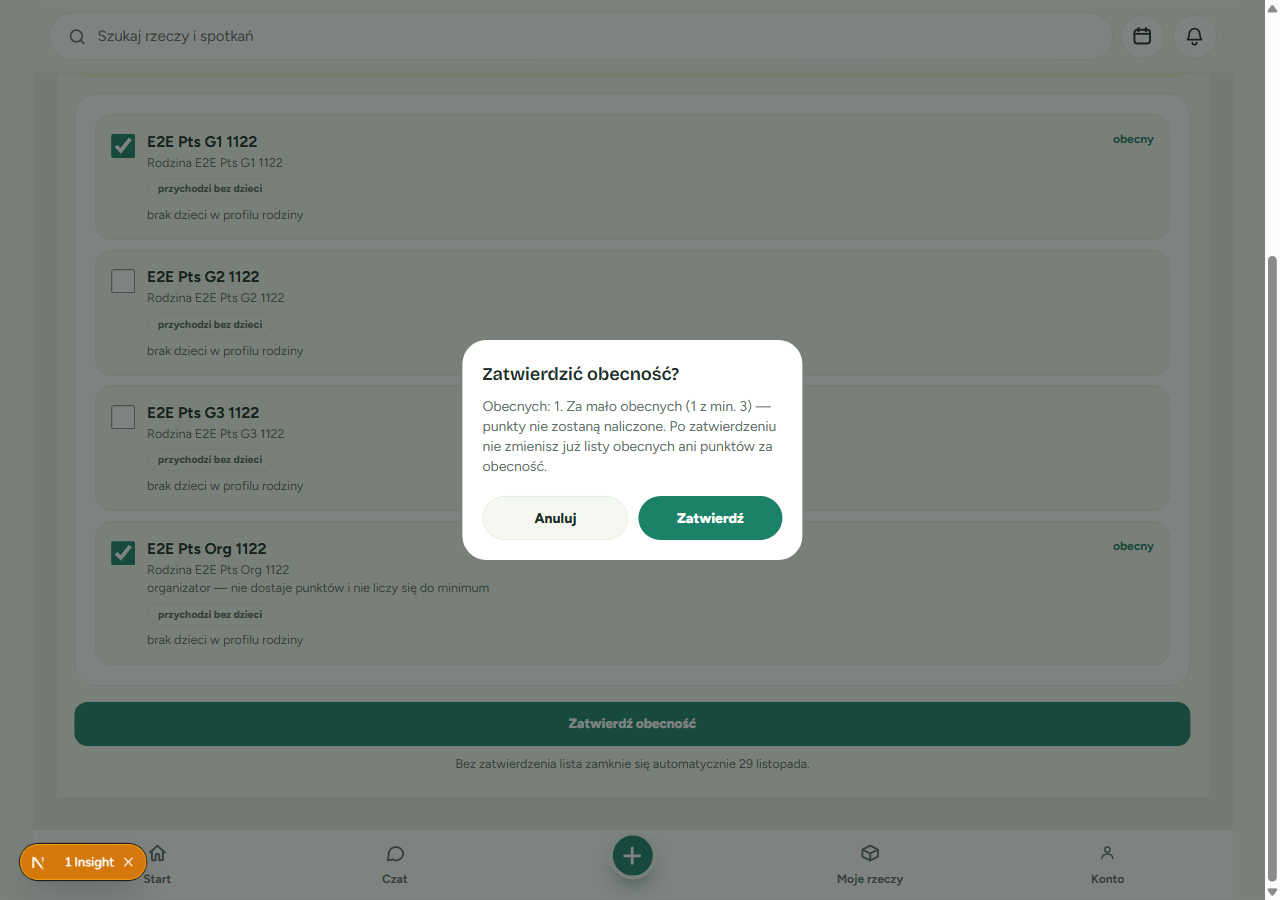 Szukaj rzeczy i spotkań
E2E Pts G1 1122
obecny
Rodzina E2E Pts G1 1122
przychodzi bez dzieci
brak dzieci w profilu rodziny
E2E Pts G2 1122
Rodzina E2E Pts G2 1122
przychodzi bez dzieci
brak dzieci w profilu rodziny
E2E Pts G3 1122
Rodzina E2E Pts G3 1122
przychodzi bez dzieci
brak dzieci w profilu rodziny
E2E Pts Org 1122
obecny
Rodzina E2E Pts Org 1122
organizator — nie dostaje punktów i nie liczy się do minimum
przychodzi bez dzieci
brak dzieci w profilu rodziny
Zatwierdzić obecność?
Obecnych: 1. Za mało obecnych (1 z min. 3) —
punkty nie zostaną naliczone. Po zatwierdzeniu
nie zmienisz już listy obecnych ani punktów za
obecność.
Anuluj
Zatwierdź
Zatwierdź obecność
Bez zatwierdzenia lista zamknie się automatycznie 29 listopada.
N 1 Insight
Start
Czat
Moje rzeczy
Konto